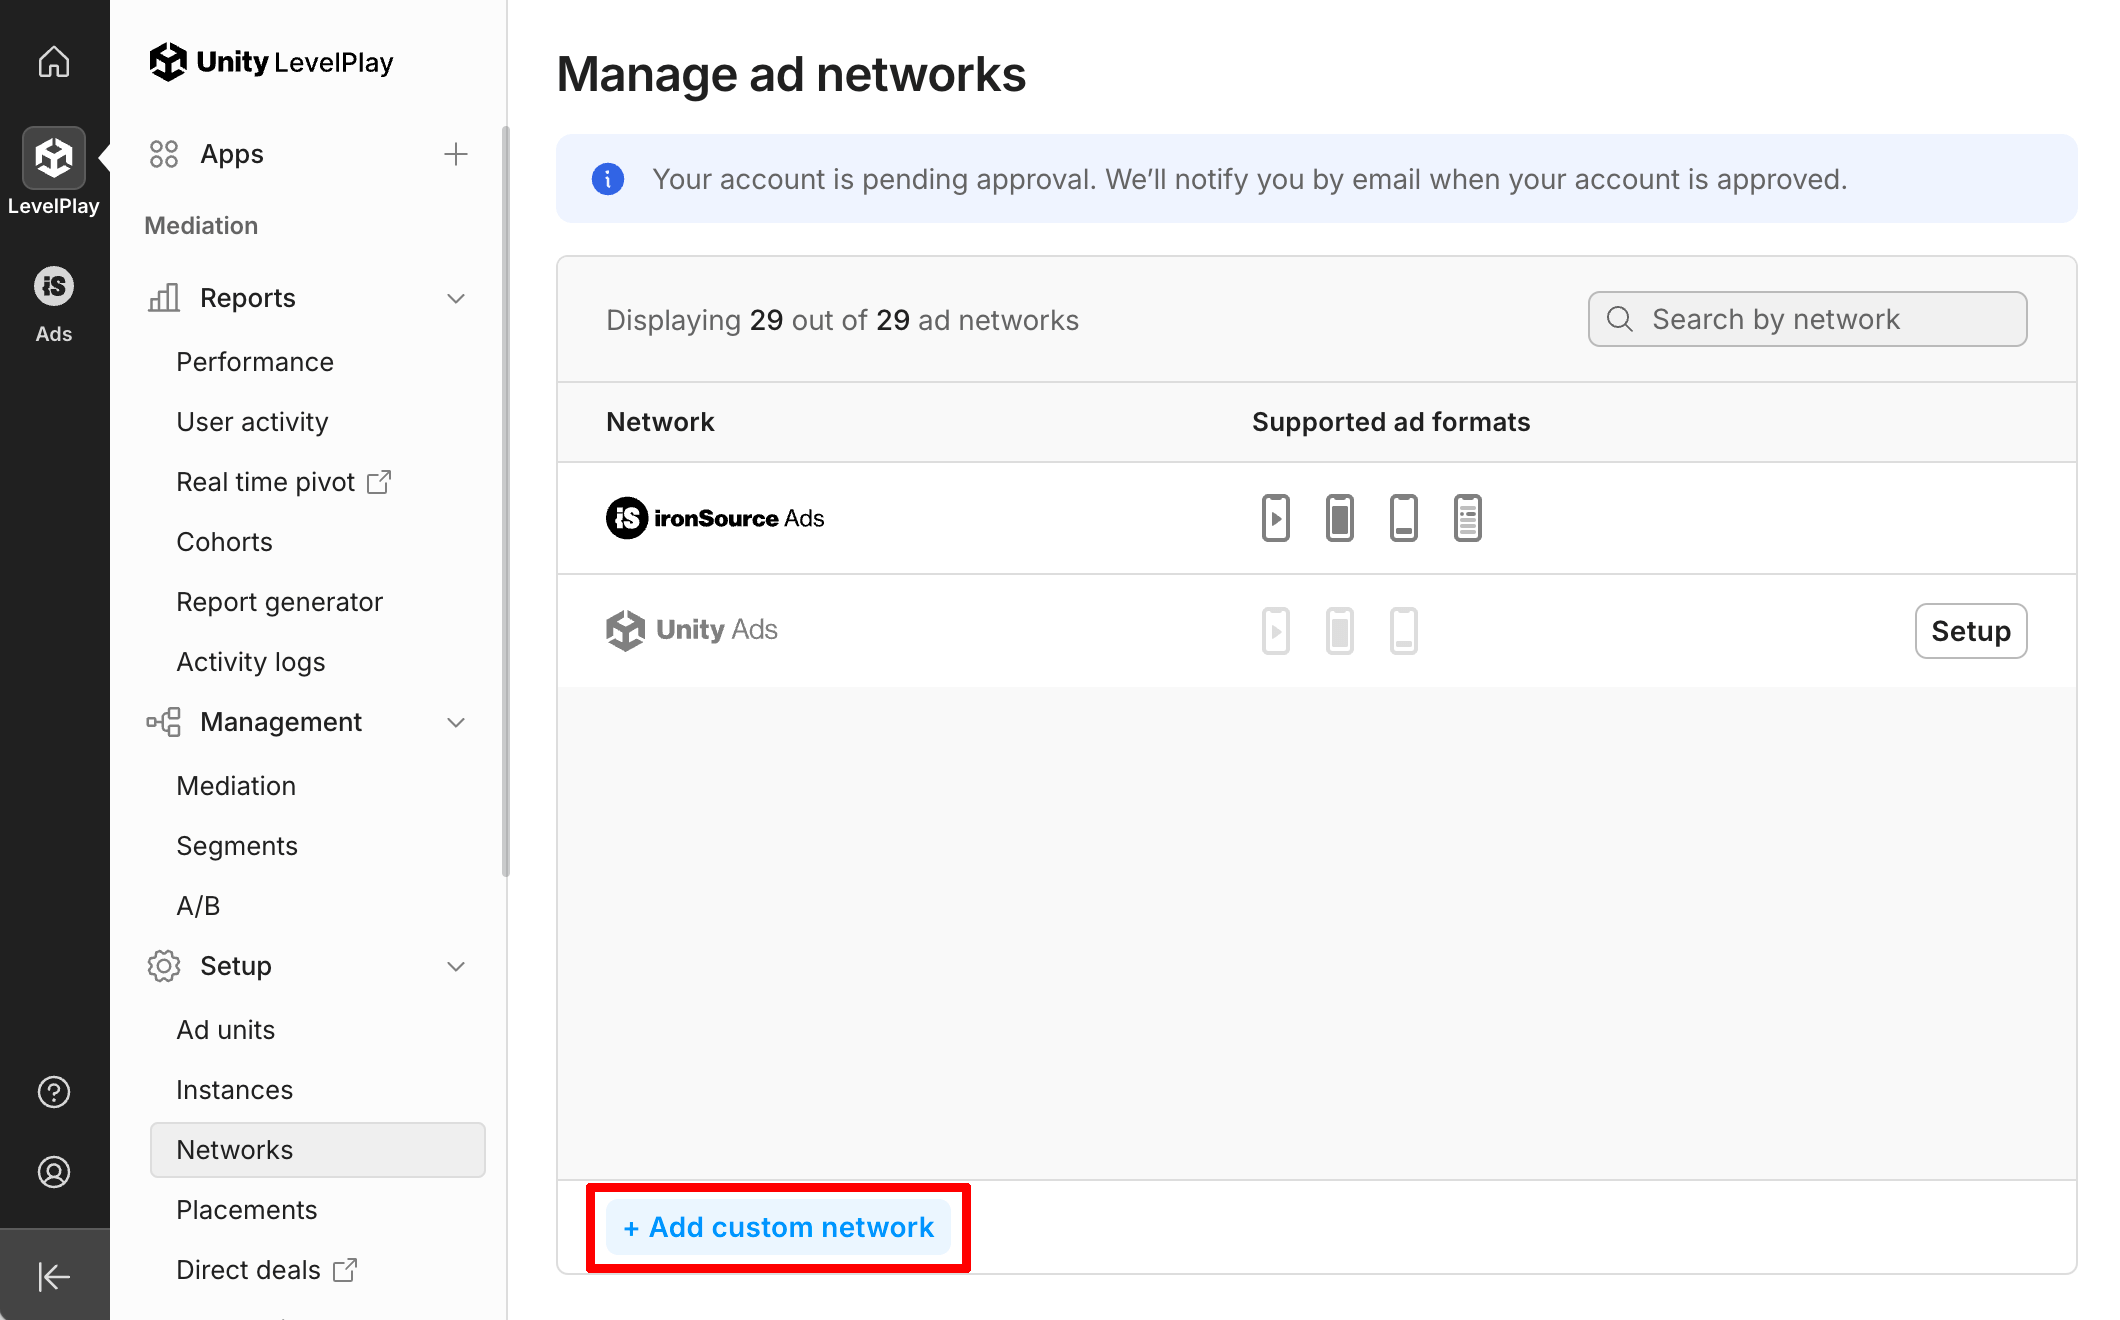 LevelPlay
iS
Ads
Unity LevelPlay
Apps
Mediation
Reports
Performance
User activity
Real time pivot
Cohorts
Report generator
Activity logs
Management
Mediation
Segments
A/B
Setup
Ad units
Instances
Networks
Placements
Direct deals
Manage ad networks
Your account is pending approval. We’ll notify you by email when your account is approved.
Displaying 29 out of 29 ad networks
Search by network
Network Supported ad formats
iS ironSource Ads
Unity Ads
Setup
+ Add custom network